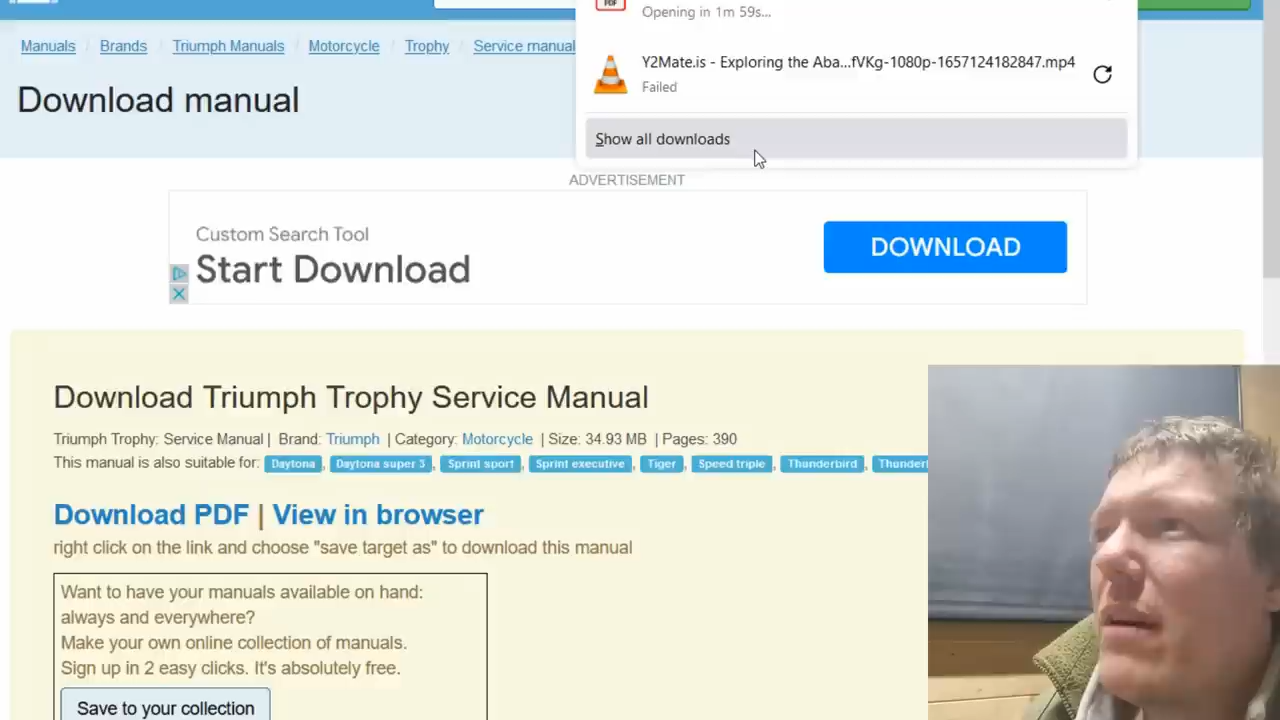 PDF
Opening in 1m 59s...
Manuals / Brands / Triumph Manuals / Motorcycle / Trophy / Service manual
Y2Mate.is - Exploring the Aba...fVKg-1080p-1657124182847.mp4
Failed
Download manual
Show all downloads
ADVERTISEMENT
Custom Search Tool
Start Download
DOWNLOAD
Download Triumph Trophy Service Manual
Triumph Trophy: Service Manual | Brand: Triumph | Category: Motorcycle | Size: 34.93 MB | Pages: 390
This manual is also suitable for: Daytona, Daytona super 3, Sprint sport, Sprint executive, Tiger, Speed triple, Thunderbird, Thunderb
Download PDF | View in browser
right click on the link and choose "save target as" to download this manual
Want to have your manuals available on hand:
always and everywhere?
Make your own online collection of manuals.
Sign up in 2 easy clicks. It's absolutely free.
Save to your collection